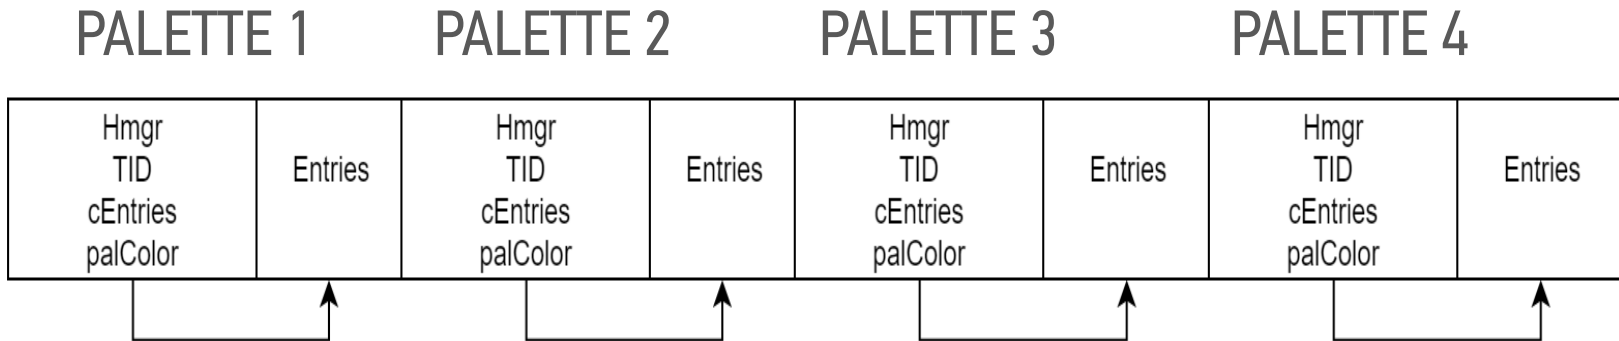 PALETTE 1
PALETTE 2
PALETTE 3
PALETTE 4
Hmgr
TID
cEntries
palColor
Entries
Hmgr
TID
cEntries
palColor
Entries
Hmgr
TID
cEntries
palColor
Entries
Hmgr
TID
cEntries
palColor
Entries